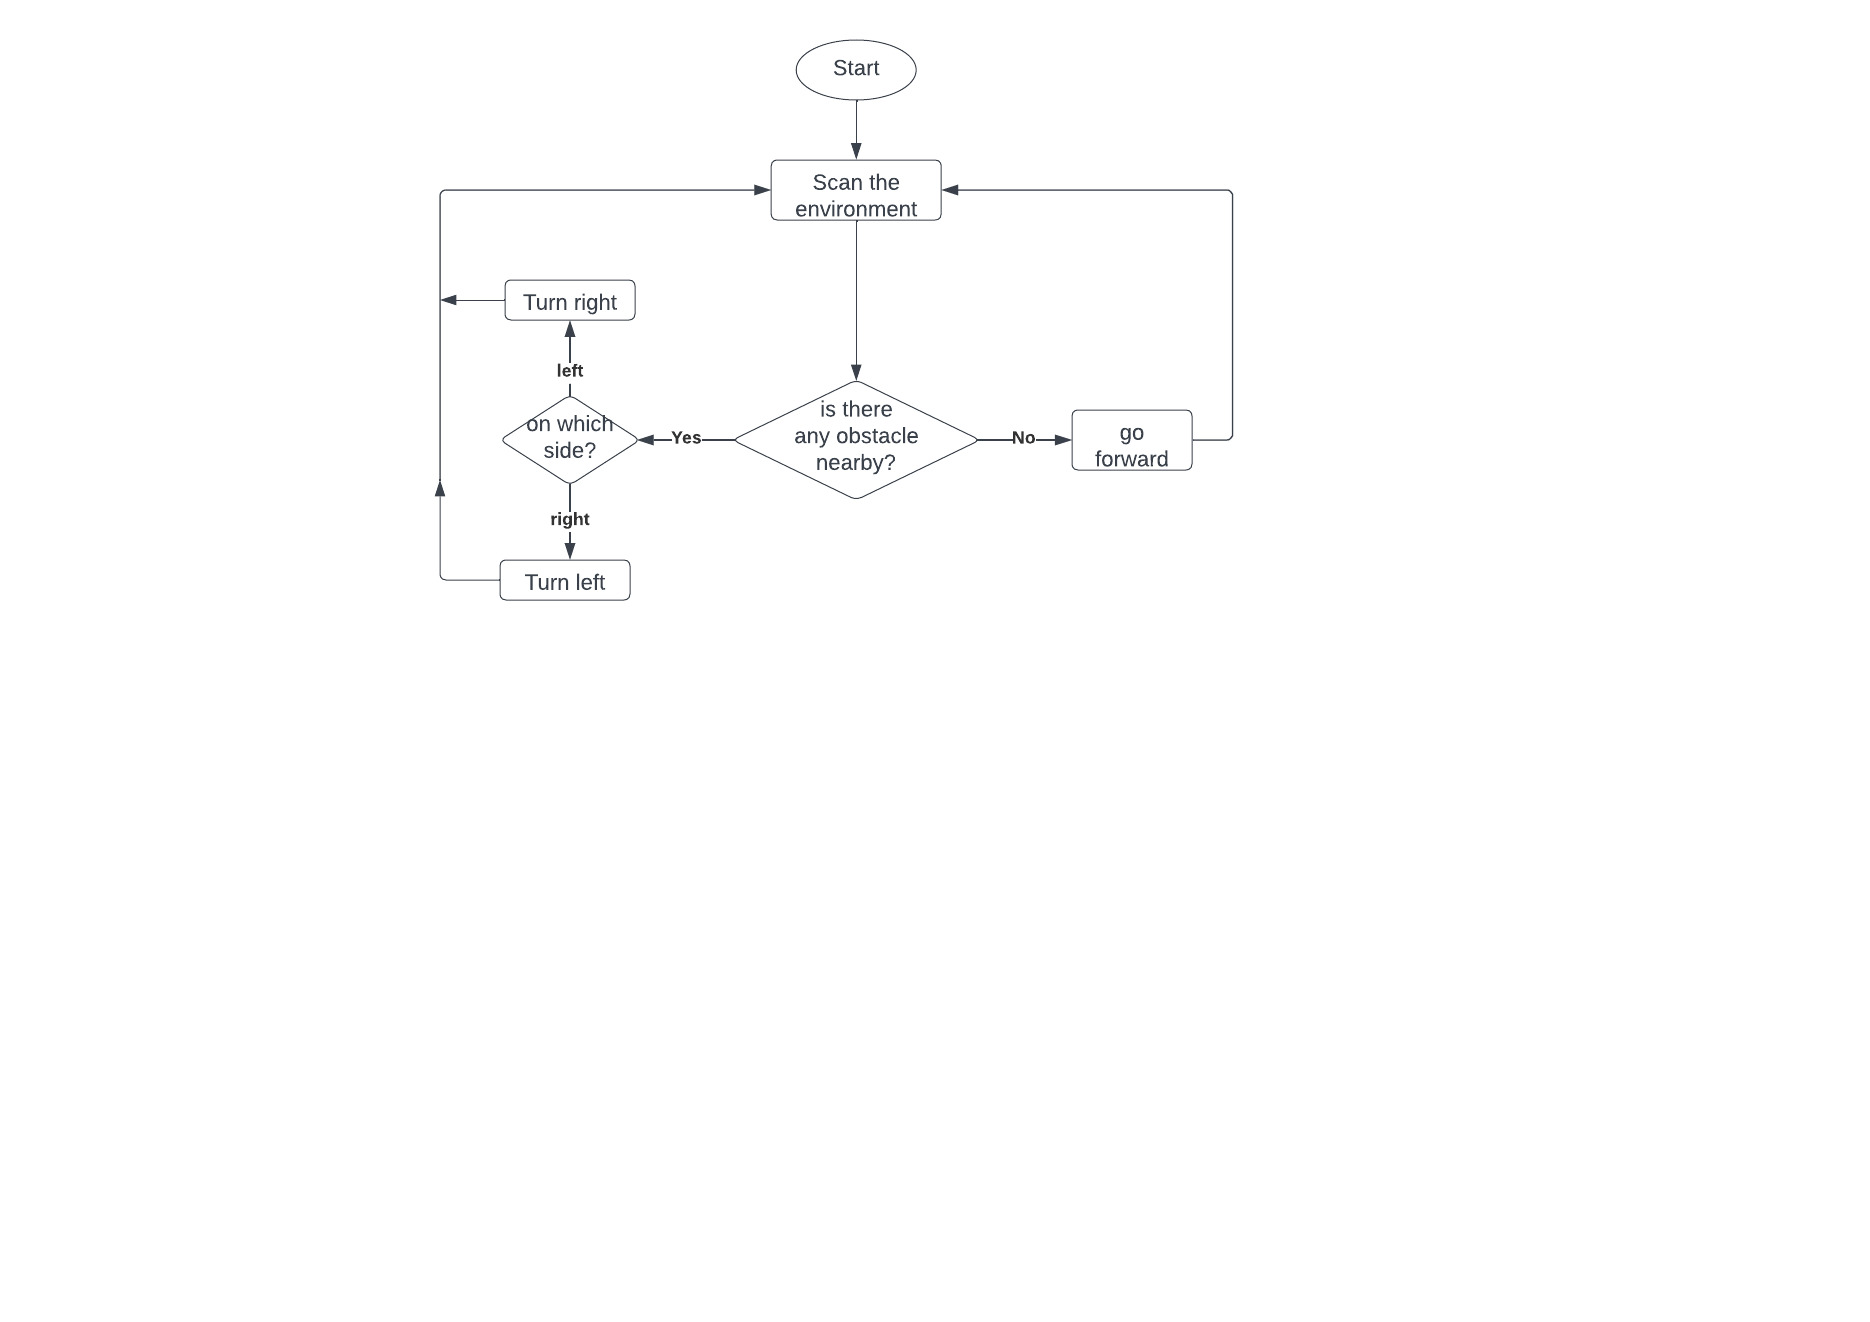 Start
Scan the
environment
Turn right
left
on which
side?
Yes
is there
any obstacle
nearby?
No
go
forward
right
Turn left